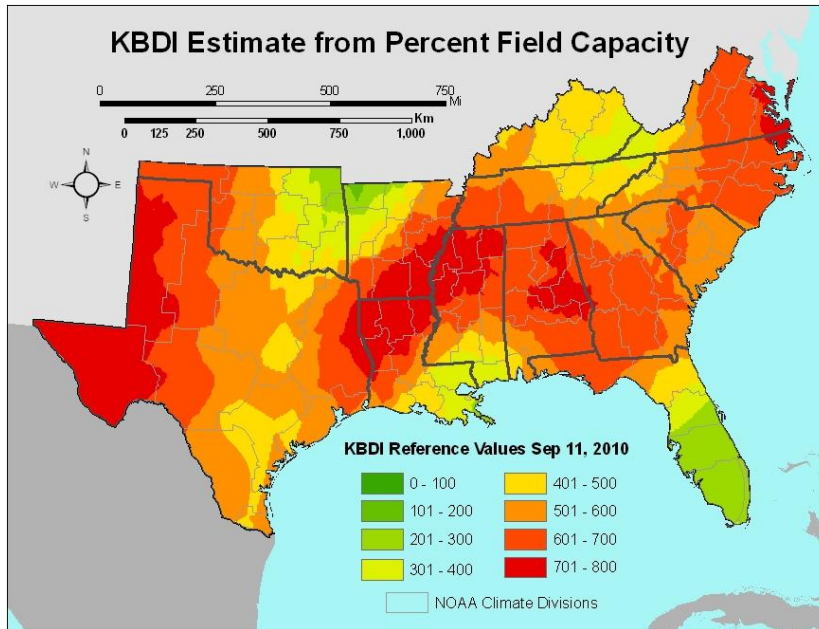 KBDI Estimate from Percent Field Capacity
0 250 500 750
Mi
Km
0 125 250 500 750 1,000
N
W E
S
KBDI Reference Values Sep 11, 2010
0 - 100
101 - 200
201 - 300
301 - 400
401 - 500
501 - 600
601 - 700
701 - 800
NOAA Climate Divisions